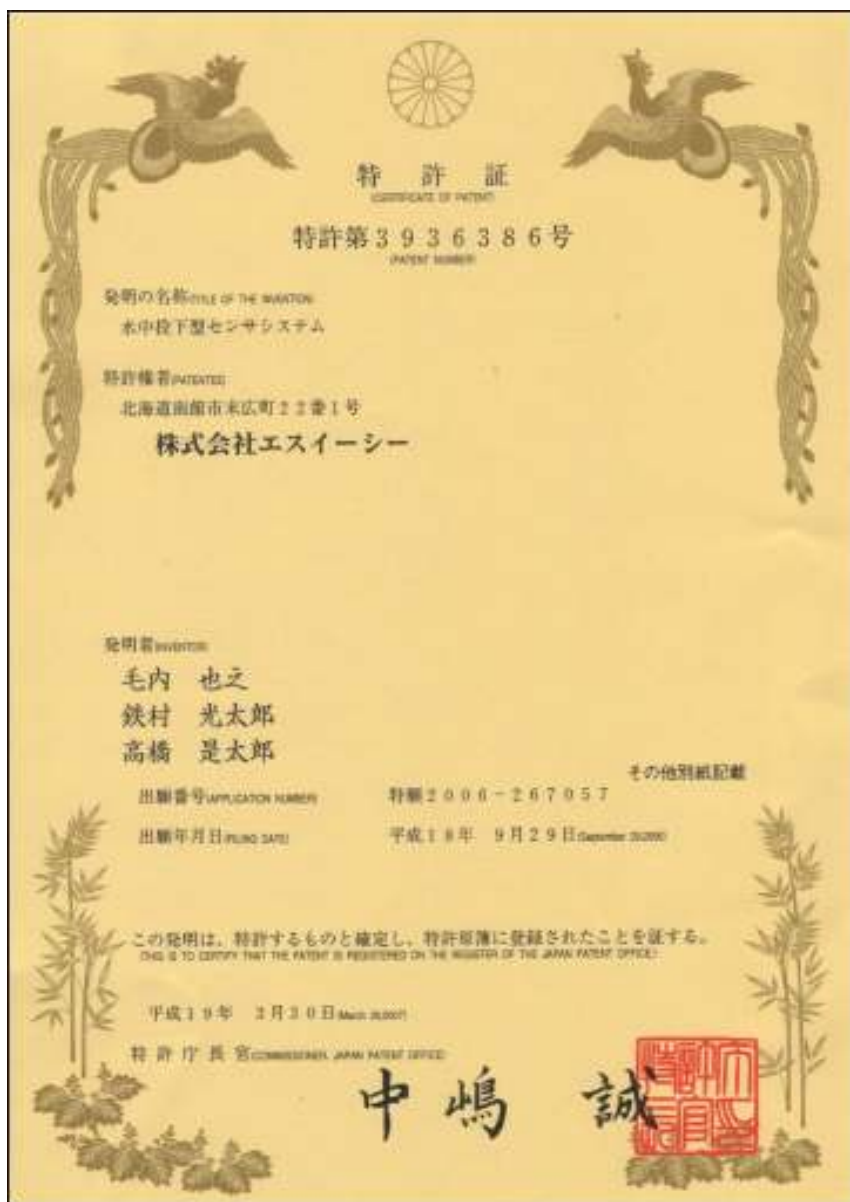 特許証
(CERTIFICATE OF PATENT)
特許第3936386号
(PATENT NUMBER)
発明の名称(TITLE OF THE INVENTION)
水中段下型センサシステム
特許権者(PATENTEE)
北海道函館市末広町22番1号
株式会社エスイーシー
発明者(INVENTOR)
毛内 也之
鉄村 光太郎
高橋 是太郎
その他別紙記載
出願番号(APPLICATION NUMBER) 特願2006-267057
出願年月日(FILING DATE) 平成18年 9月29日(September 29,2006)
この発明は、特許するものと確定し、特許原簿に登録されたことを証する。
(THIS IS TO CERTIFY THAT THE PATENT IS REGISTERED ON THE REGISTER OF THE JAPAN PATENT OFFICE.)
平成19年 3月30日(March 30,2007)
特許庁長官(COMMISSIONER, JAPAN PATENT OFFICE)
中嶋 誠